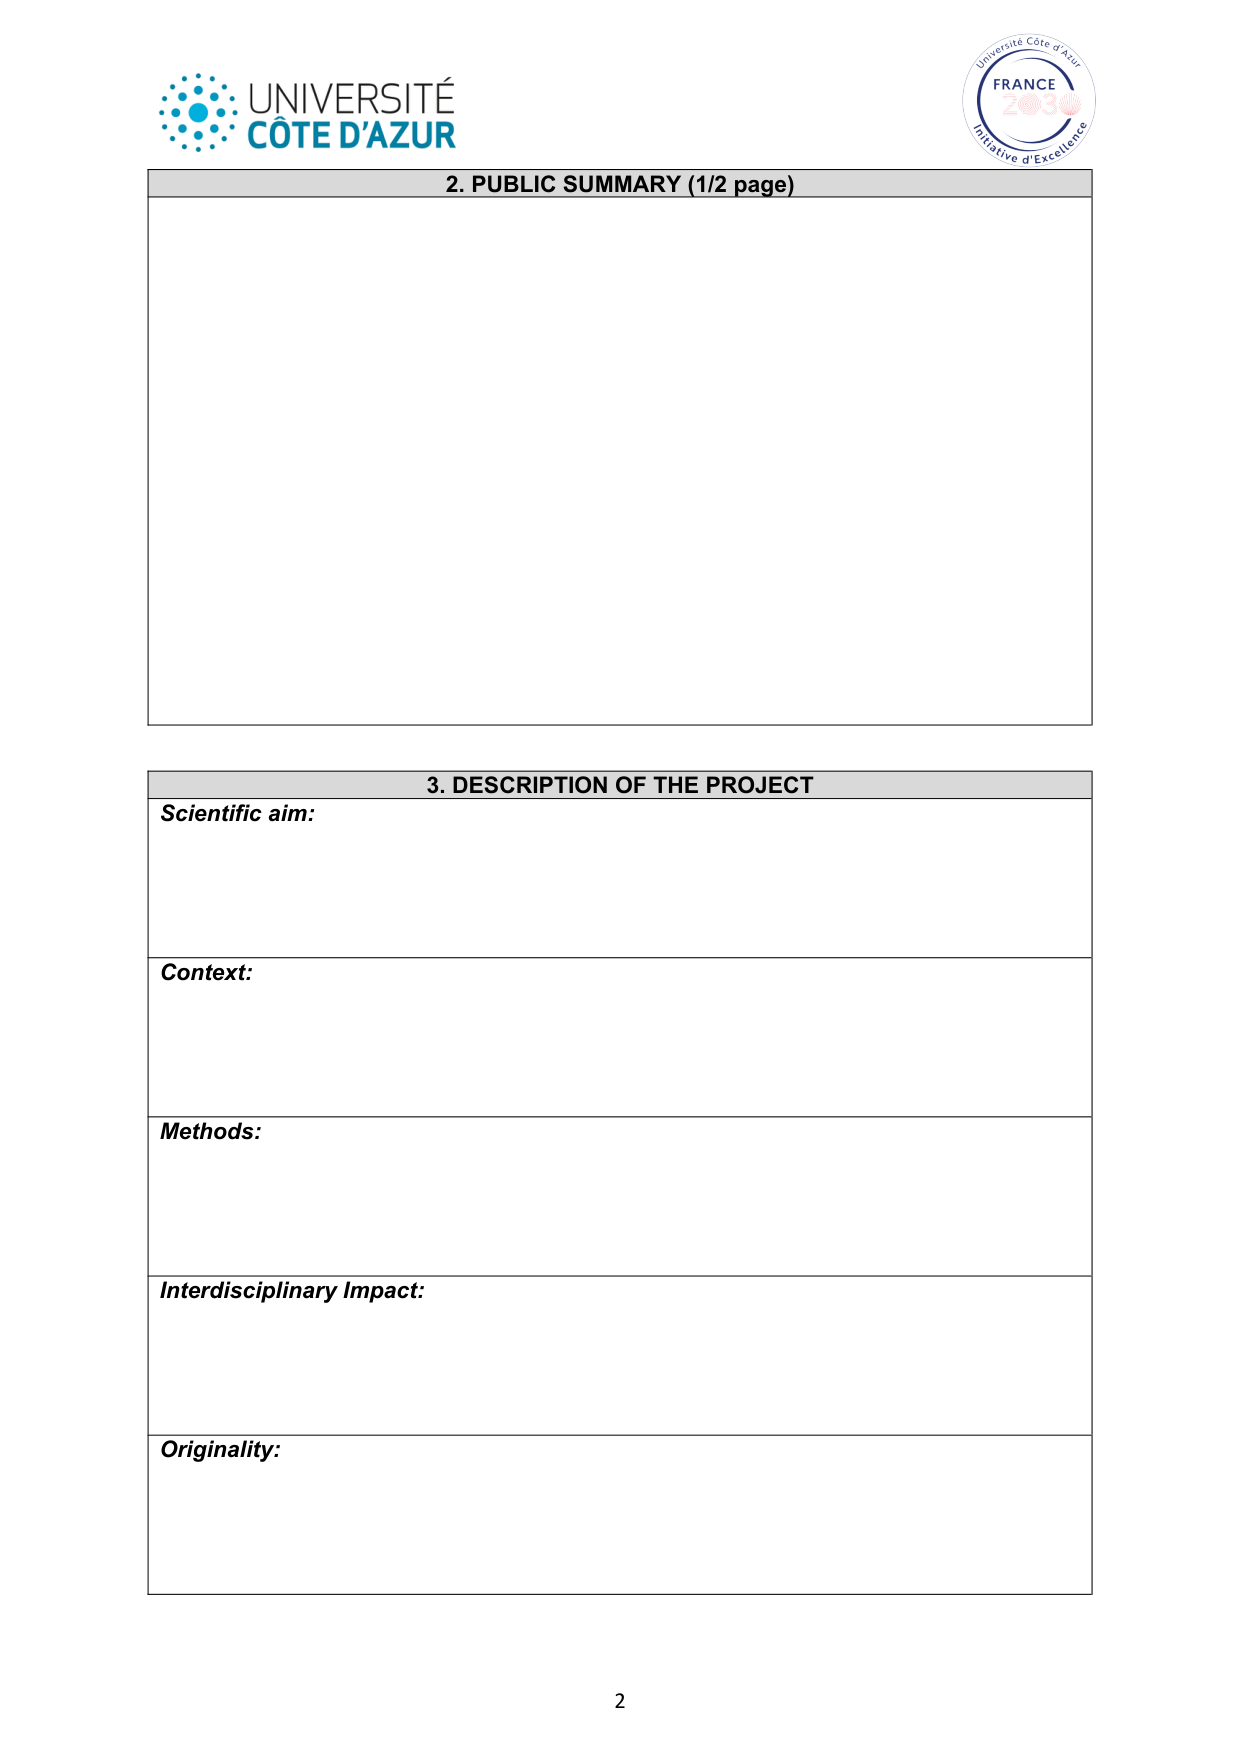 UNIVERSITÉ
CÔTE D'AZUR
Université Côte d'Azur
FRANCE
2030
Initiative d'Excellence
2. PUBLIC SUMMARY (1/2 page)
3. DESCRIPTION OF THE PROJECT
Scientific aim:
Context:
Methods:
Interdisciplinary Impact:
Originality:
2